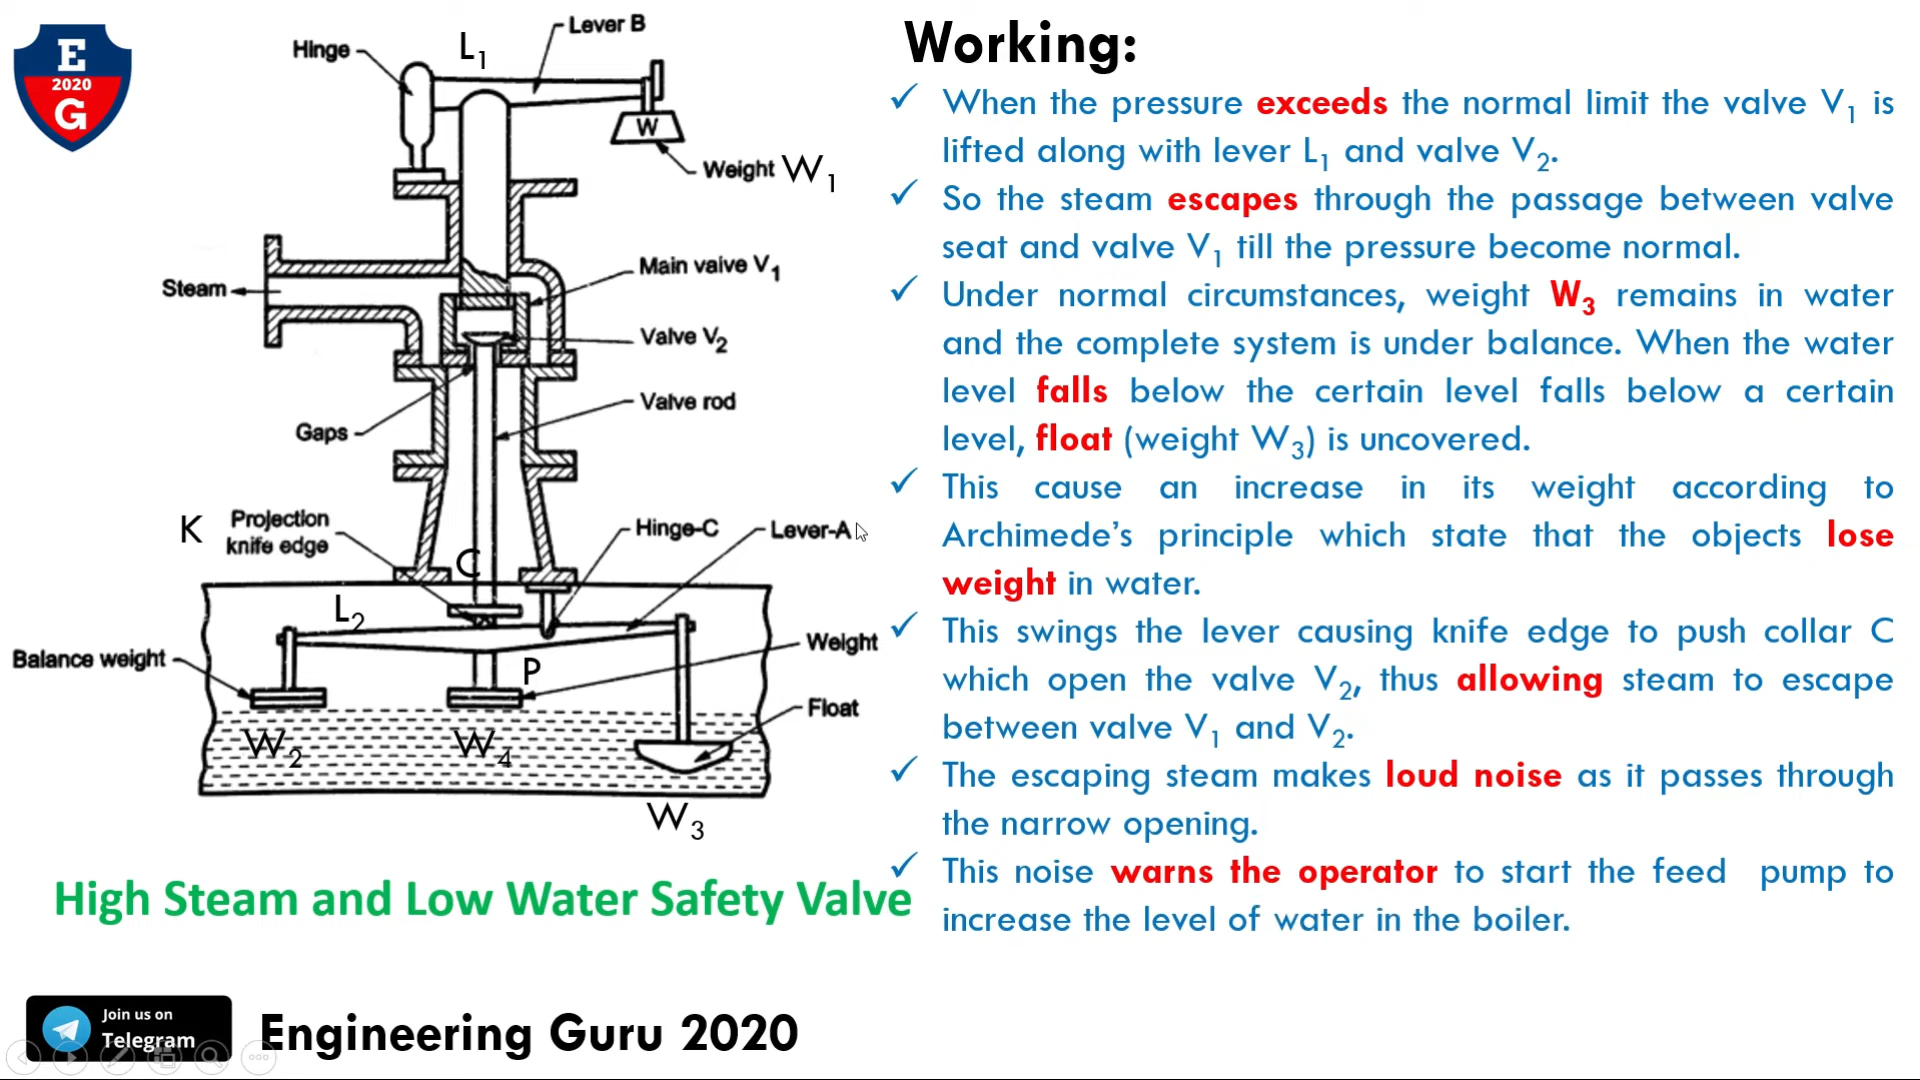 E
2020
G
Hinge
L1
Lever B
W
Weight W1
Steam
Main vaive V1
Valve V2
Valve rod
Gaps
K
Projection
knife edge
C
Hinge-C
Lever-A
L2
Balance weight
P
Weight
Float
W2
W4
W3
High Steam and Low Water Safety Valve
Join us on
Telegram
Engineering Guru 2020
Working:
✓ When the pressure exceeds the normal limit the valve V1 is
lifted along with lever L1 and valve V2.
✓ So the steam escapes through the passage between valve
seat and valve V1 till the pressure become normal.
✓ Under normal circumstances, weight W3 remains in water
and the complete system is under balance. When the water
level falls below the certain level falls below a certain
level, float (weight W3) is uncovered.
✓ This cause an increase in its weight according to
Archimede's principle which state that the objects lose
weight in water.
✓ This swings the lever causing knife edge to push collar C
which open the valve V2, thus allowing steam to escape
between valve V1 and V2.
✓ The escaping steam makes loud noise as it passes through
the narrow opening.
✓ This noise warns the operator to start the feed pump to
increase the level of water in the boiler.